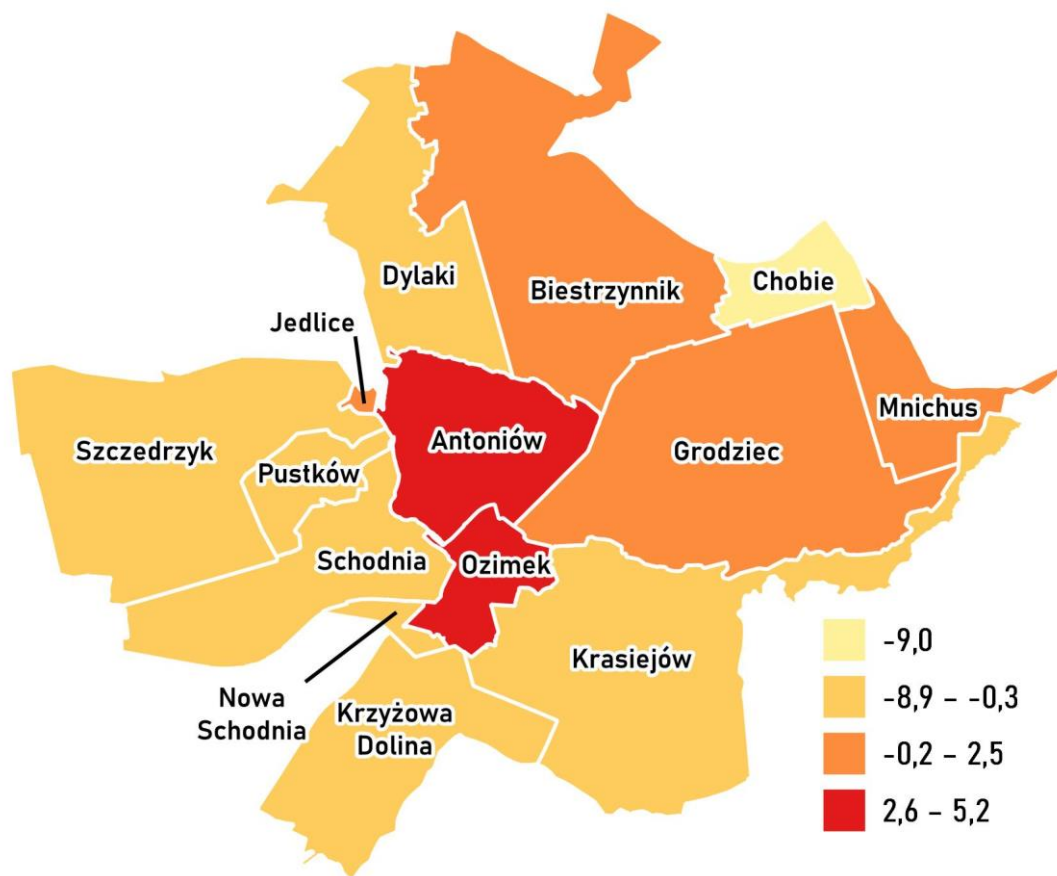 Dylaki
Biestrzynnik
Chobie
Jedlice
Mnichus
Szczedrzyk
Antoniów
Grodziec
Pustków
Schodnia
Ozimek
Krasiejów
Nowa
Schodnia
Krzyżowa
Dolina
-9,0
-8,9 – -0,3
-0,2 – 2,5
2,6 – 5,2